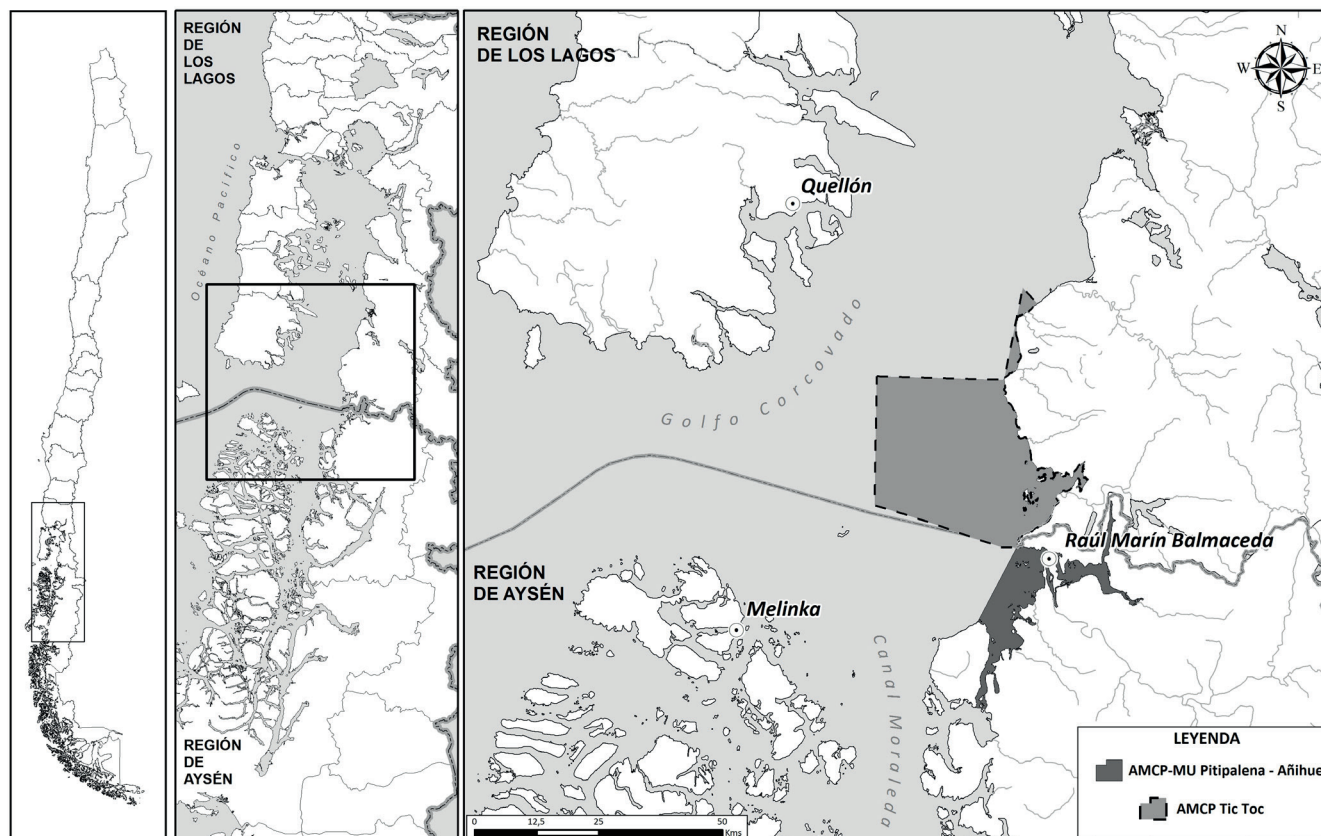 REGIÓN
DE
LOS
LAGOS
Océano Pacífico
REGIÓN
DE
AYSÉN
REGIÓN
DE LOS LAGOS
N
W
E
S
Quellón
Golfo Corcovado
Raúl Marín Balmaceda
REGIÓN
DE AYSÉN
Melinka
Canal Moraleda
LEYENDA
AMCP-MU Pitipalena - Añihue
AMCP Tic Toc
0
12,5
25
50
Kms